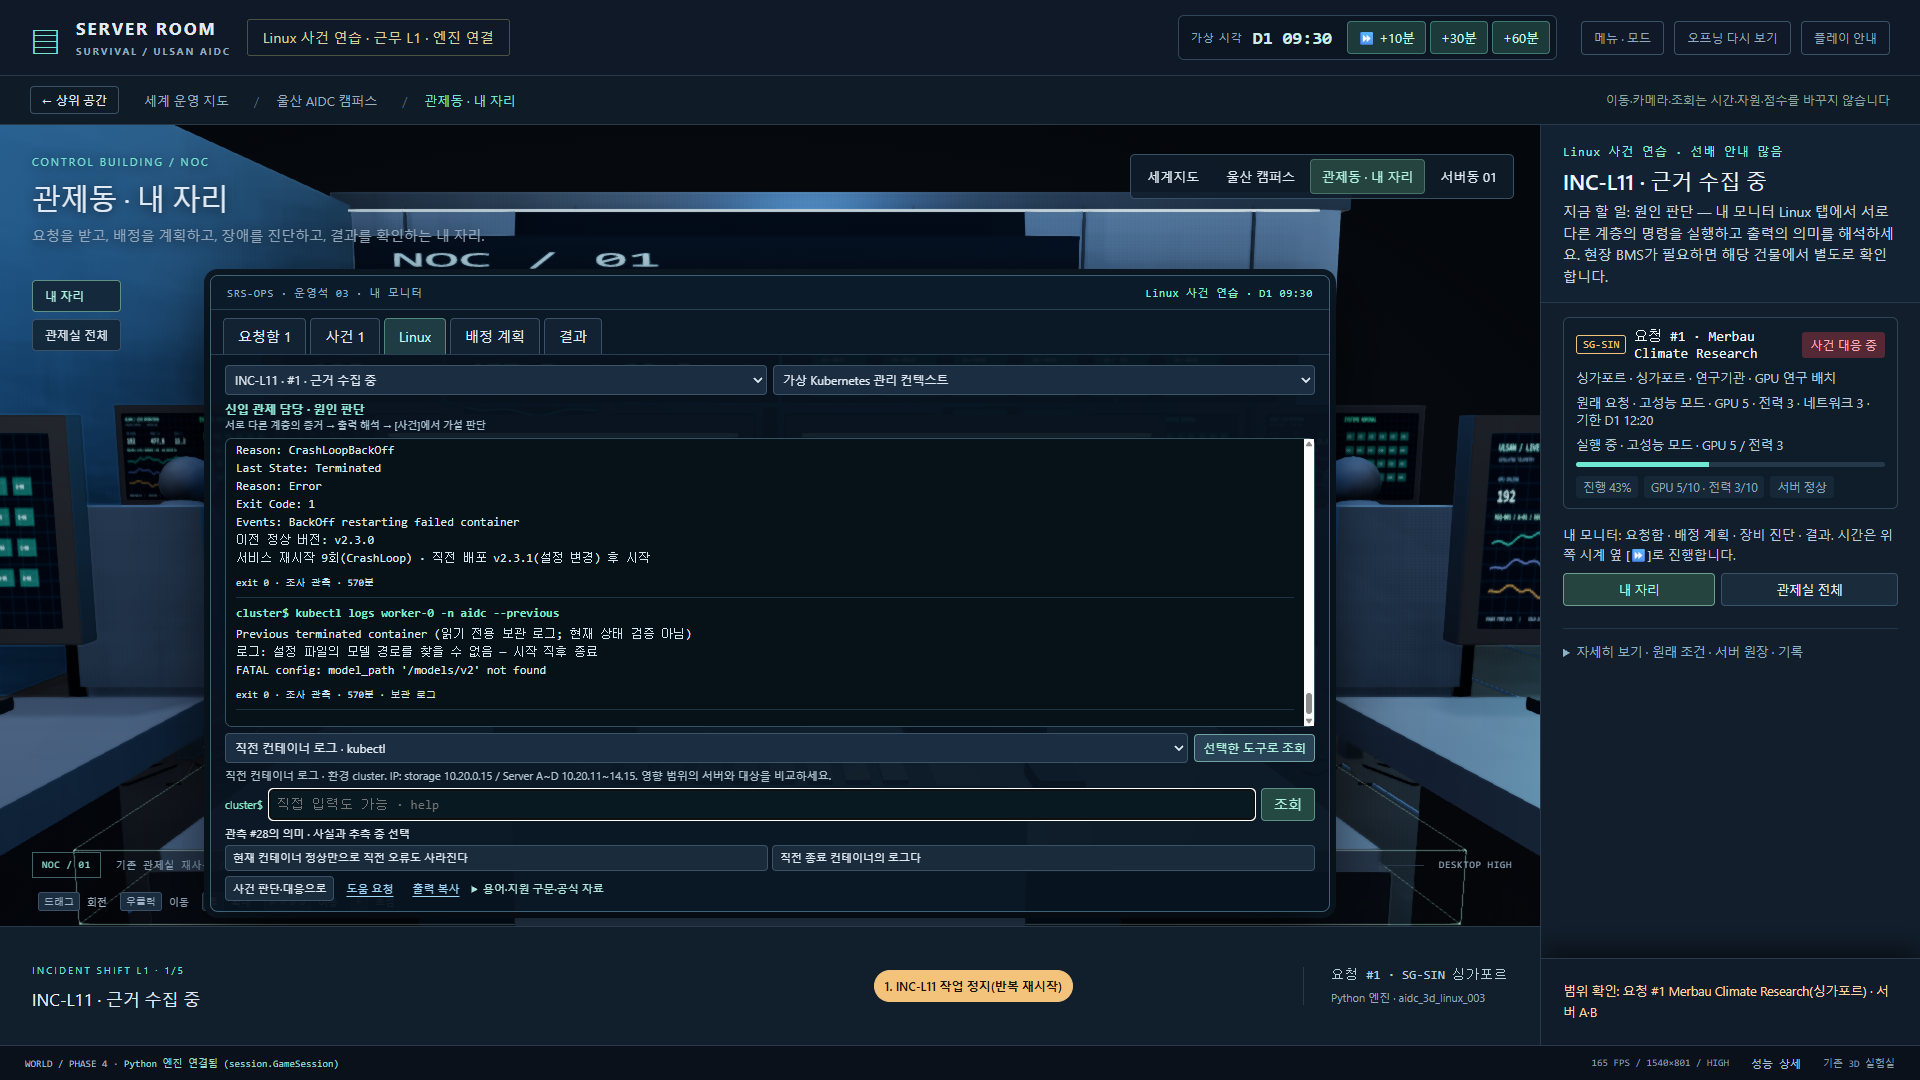 SERVER ROOM
SURVIVAL / ULSAN AIDC
Linux 사건 연습 · 근무 L1 · 엔진 연결
가상 시각 D1 09:30
⏩ +10분
+30분
+60분
메뉴 · 모드
오프닝 다시 보기
플레이 안내
← 상위 공간
세계 운영 지도 / 울산 AIDC 캠퍼스 / 관제동 · 내 자리
이동·카메라·조회는 시간·자원·점수를 바꾸지 않습니다
CONTROL BUILDING / NOC
관제동 · 내 자리
요청을 받고, 배정을 계획하고, 장애를 진단하고, 결과를 확인하는 내 자리.
세계지도
울산 캠퍼스
관제동 · 내 자리
서버동 01
내 자리
관제실 전체
NOC / 01
SRS-OPS · 운영석 03 · 내 모니터
Linux 사건 연습 · D1 09:30
요청함 1
사건 1
Linux
배정 계획
결과
INC-L11 · #1 · 근거 수집 중
가상 Kubernetes 관리 컨텍스트
신입 관제 담당 · 원인 판단
서로 다른 계층의 증거 → 출력 해석 → [사건]에서 가설 판단
Reason: CrashLoopBackOff
Last State: Terminated
Reason: Error
Exit Code: 1
Events: BackOff restarting failed container
이전 정상 버전: v2.3.0
서비스 재시작 9회(CrashLoop) · 직전 배포 v2.3.1(설정 변경) 후 시작
exit 0 · 조사 관측 · 570분
cluster$ kubectl logs worker-0 -n aidc --previous
Previous terminated container (읽기 전용 보관 로그; 현재 상태 검증 아님)
로그: 설정 파일의 모델 경로를 찾을 수 없음 — 시작 직후 종료
FATAL config: model_path '/models/v2' not found
exit 0 · 조사 관측 · 570분 · 보관 로그
직전 컨테이너 로그 · kubectl
선택한 도구로 조회
직전 컨테이너 로그 · 환경 cluster. IP: storage 10.20.0.15 / Server A~D 10.20.11~14.15. 영향 범위의 서버와 대상을 비교하세요.
cluster$ 직접 입력도 가능 · help
조회
관측 #28의 의미 · 사실과 추측 중 선택
현재 컨테이너 정상만으로 직전 오류도 사라진다
직전 종료 컨테이너의 로그다
사건 판단·대응으로
도움 요청
출력 복사
▶ 용어·지원 구문·공식 자료
NOC / 01
기존 관제실 재사
드래그 회전 우클릭 이동
DESKTOP HIGH
ULSAN / LIVE
192
Linux 사건 연습 · 선배 안내 많음
INC-L11 · 근거 수집 중
지금 할 일: 원인 판단 — 내 모니터 Linux 탭에서 서로
다른 계층의 명령을 실행하고 출력의 의미를 해석하세
요. 현장 BMS가 필요하면 해당 건물에서 별도로 확인
합니다.
SG-SIN
요청 #1 · Merbau
Climate Research
사건 대응 중
싱가포르 · 싱가포르 · 연구기관 · GPU 연구 배치
원래 요청 · 고성능 모드 · GPU 5 · 전력 3 · 네트워크 3 ·
기한 D1 12:20
실행 중 · 고성능 모드 · GPU 5 / 전력 3
진행 43%
GPU 5/10 · 전력 3/10
서버 정상
내 모니터: 요청함 · 배정 계획 · 장비 진단 · 결과. 시간은 위
쪽 시계 옆 [⏩]로 진행합니다.
내 자리
관제실 전체
▶ 자세히 보기 · 원래 조건 · 서버 원장 · 기록
INCIDENT SHIFT L1 · 1/5
INC-L11 · 근거 수집 중
1. INC-L11 작업 정지(반복 재시작)
요청 #1 · SG-SIN 싱가포르
Python 엔진 · aidc_3d_linux_003
범위 확인: 요청 #1 Merbau Climate Research(싱가포르) · 서
버 A·B
WORLD / PHASE 4 · Python 엔진 연결됨 (session.GameSession)
165 FPS / 1540×801 / HIGH
성능 상세
기존 3D 실험실